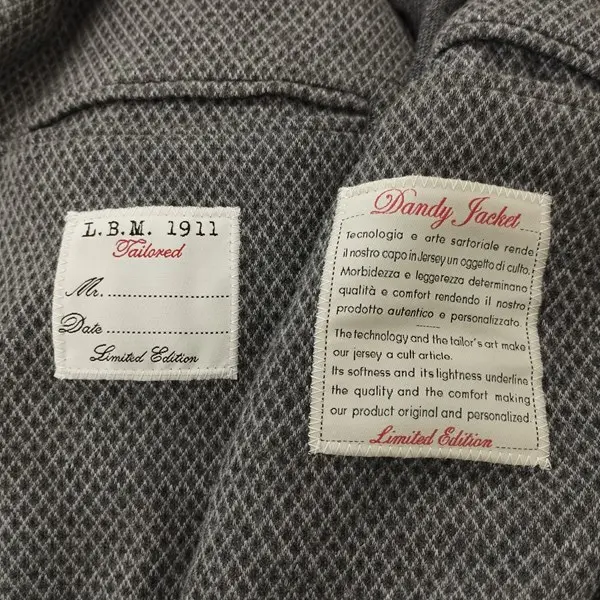 L.B.M. 1911
Tailored
Mr.
Date
Limited Edition
Dandy Jacket
Tecnologia e arte sartoriale rende
il nostro capo in Jersey un oggetto di culto.
Morbidezza e leggerezza determinano
qualità e comfort rendendo il nostro
prodotto autentico e personalizzato.
The technology and the tailor's art make
our jersey a cult article.
Its softness and its lightness underline
the quality and the comfort making
our product original and personalized.
Limited Edition